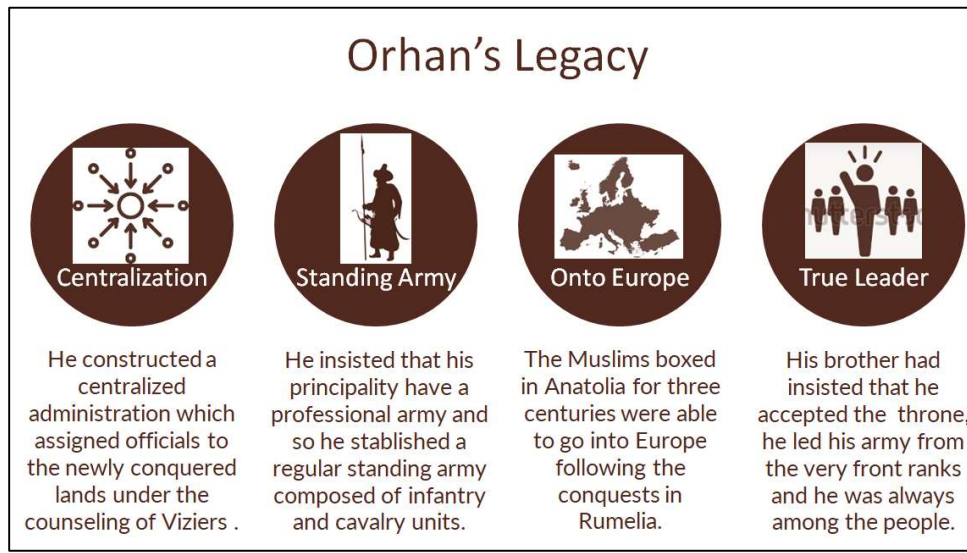 Orhan's Legacy
Centralization
He constructed a
centralized
administration which
assigned officials to
the newly conquered
lands under the
counseling of Viziers .
Standing Army
He insisted that his
principality have a
professional army and
so he stablished a
regular standing army
composed of infantry
and cavalry units.
Onto Europe
The Muslims boxed
in Anatolia for three
centuries were able
to go into Europe
following the
conquests in
Rumelia.
True Leader
His brother had
insisted that he
accepted the throne,
he led his army from
the very front ranks
and he was always
among the people.